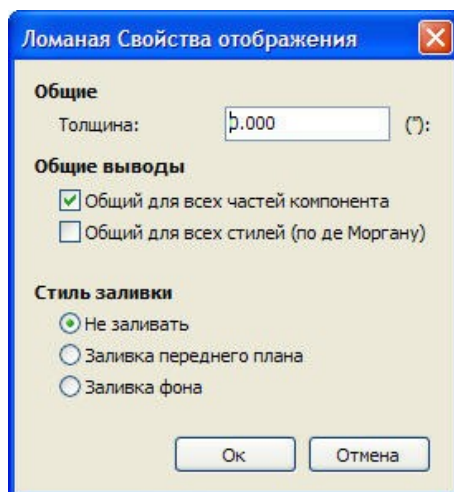 Ломаная Свойства отображения
Общие
Толщина: 0.000 ("):
Общие выводы
Общий для всех частей компонента
Общий для всех стилей (по де Моргану)
Стиль заливки
Не заливать
Заливка переднего плана
Заливка фона
Ок Отмена